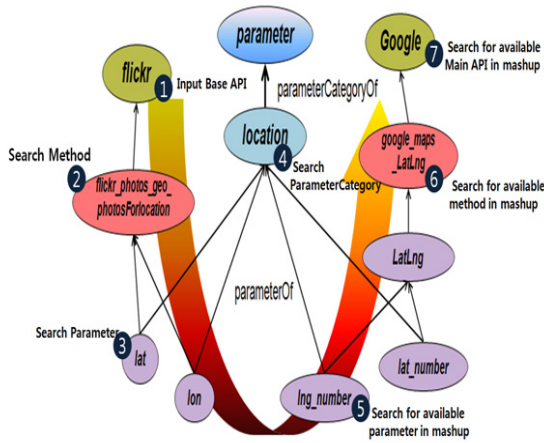 parameter
Google
7
Search for available
Main API in mashup
flickr
1
Input Base API
parameterCategoryOf
location
4
Search
ParameterCategory
google_maps
_LatLng
6
Search for available
method in mashup
Search Method
2
flickr_photos_geo_
photosForlocation
LatLng
parameterOf
Search Parameter
3
lat
lon
lng_number
5
Search for available
parameter in mashup
lat_number